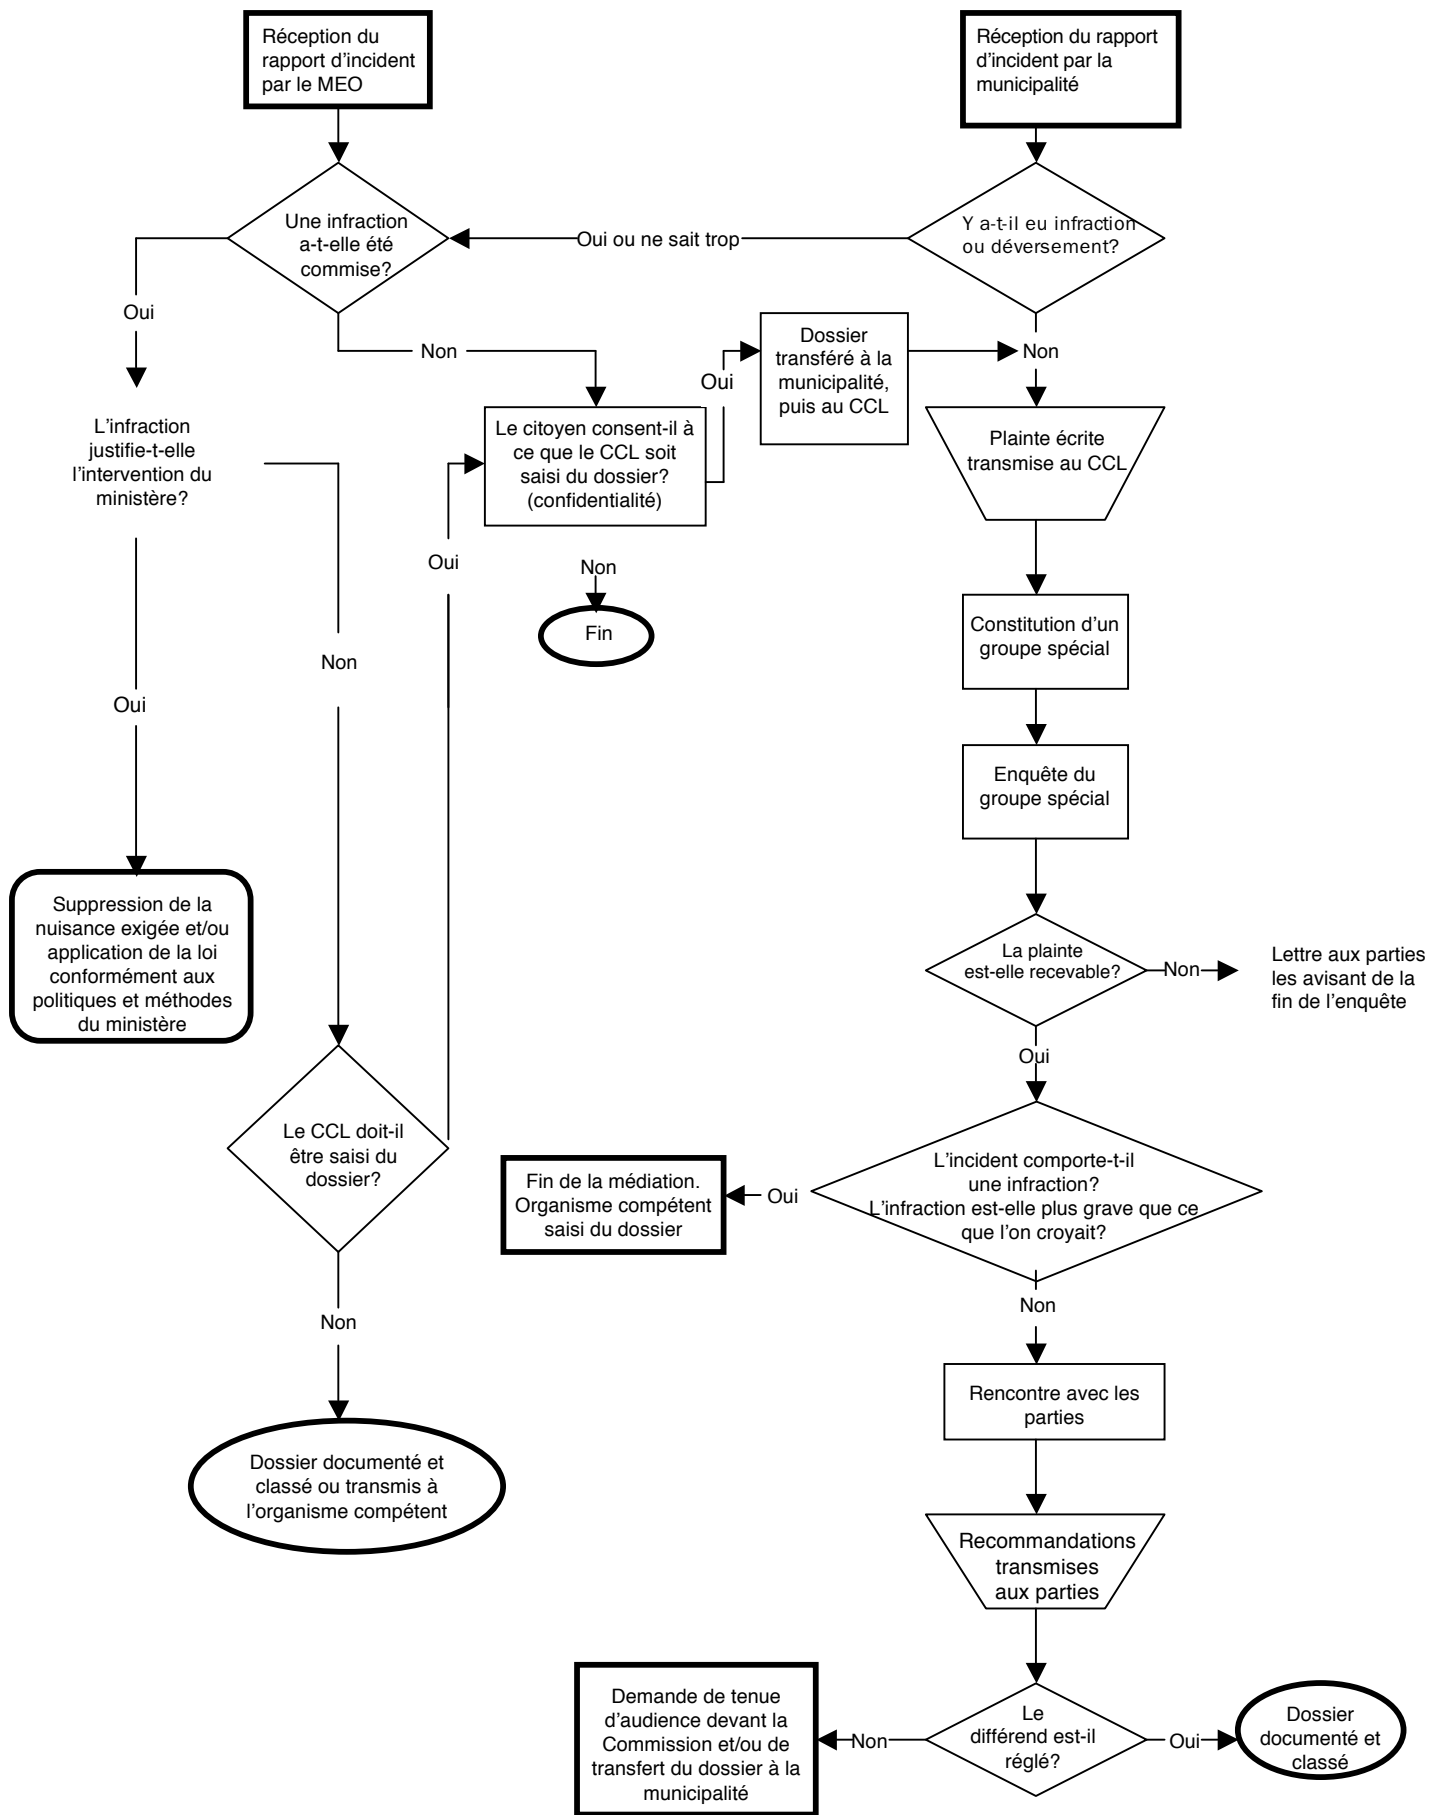 Réception du
rapport d’incident
par le MEO
Réception du rapport
d’incident par la
municipalité
Une infraction
a-t-elle été
commise?
Oui ou ne sait trop
Y a-t-il eu infraction
ou déversement?
Oui
Non
Oui
Dossier
transféré à la
municipalité,
puis au CCL
Non
L’infraction
justifie-t-elle
l’intervention du
ministère?
Le citoyen consent-il à
ce que le CCL soit
saisi du dossier?
(confidentialité)
Plainte écrite
transmise au CCL
Oui
Non
Fin
Constitution d’un
groupe spécial
Non
Oui
Enquête du
groupe spécial
Suppression de la
nuisance exigée et/ou
application de la loi
conformément aux
politiques et méthodes
du ministère
La plainte
est-elle recevable?
Non
Lettre aux parties
les avisant de la
fin de l’enquête
Oui
Le CCL doit-il
être saisi du
dossier?
Fin de la médiation.
Organisme compétent
saisi du dossier
Oui
L’incident comporte-t-il
une infraction?
L’infraction est-elle plus grave que ce
que l’on croyait?
Non
Non
Rencontre avec les
parties
Dossier documenté et
classé ou transmis à
l’organisme compétent
Recommandations
transmises
aux parties
Demande de tenue
d’audience devant la
Commission et/ou de
transfert du dossier à la
municipalité
Non
Le
différend est-il
réglé?
Oui
Dossier
documenté et
classé